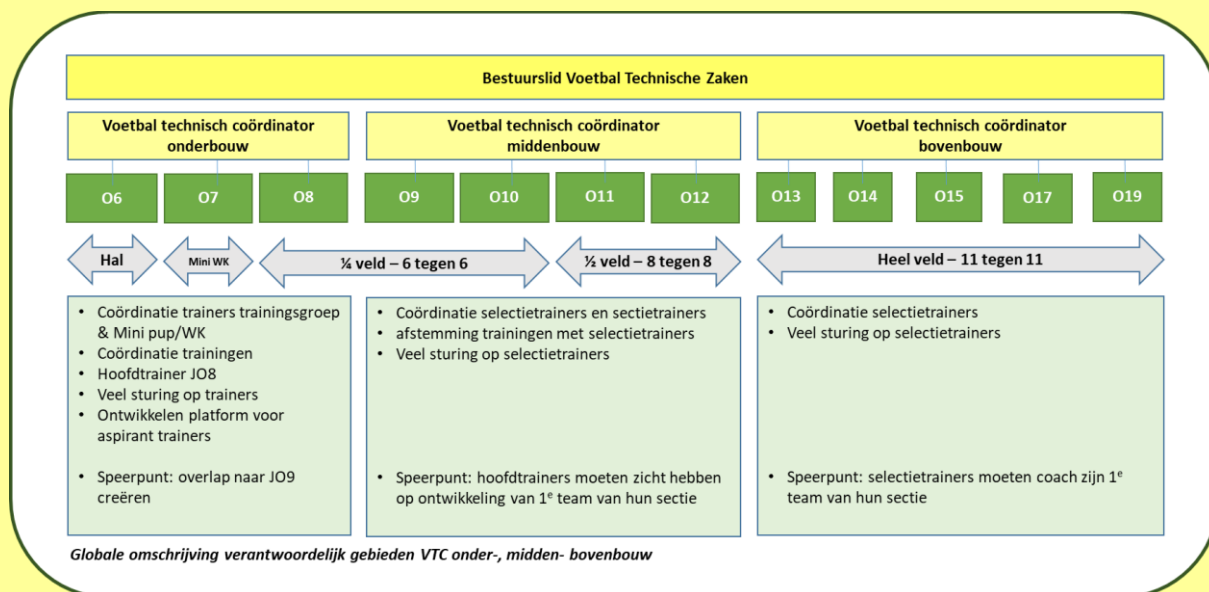 Bestuurslid Voetbal Technische Zaken
Voetbal technisch coördinator
onderbouw
Voetbal technisch coördinator
middenbouw
Voetbal technisch coördinator
bovenbouw
O6
O7
O8
O9
O10
O11
O12
O13
O14
O15
O17
O19
Hal
Mini WK
¼ veld – 6 tegen 6
½ veld – 8 tegen 8
Heel veld – 11 tegen 11
• Coördinatie trainers trainingsgroep
& Mini pup/WK
• Coördinatie trainingen
• Hoofdtrainer JO8
• Veel sturing op trainers
• Ontwikkelen platform voor
aspirant trainers
• Speerpunt: overlap naar JO9
creëren
• Coördinatie selectietrainers en sectietrainers
• afstemming trainingen met selectietrainers
• Veel sturing op selectietrainers
• Speerpunt: hoofdtrainers moeten zicht hebben
op ontwikkeling van 1e team van hun sectie
• Coördinatie selectietrainers
• Veel sturing op selectietrainers
• Speerpunt: selectietrainers moeten coach zijn 1e
team van hun sectie
Globale omschrijving verantwoordelijk gebieden VTC onder-, midden- bovenbouw